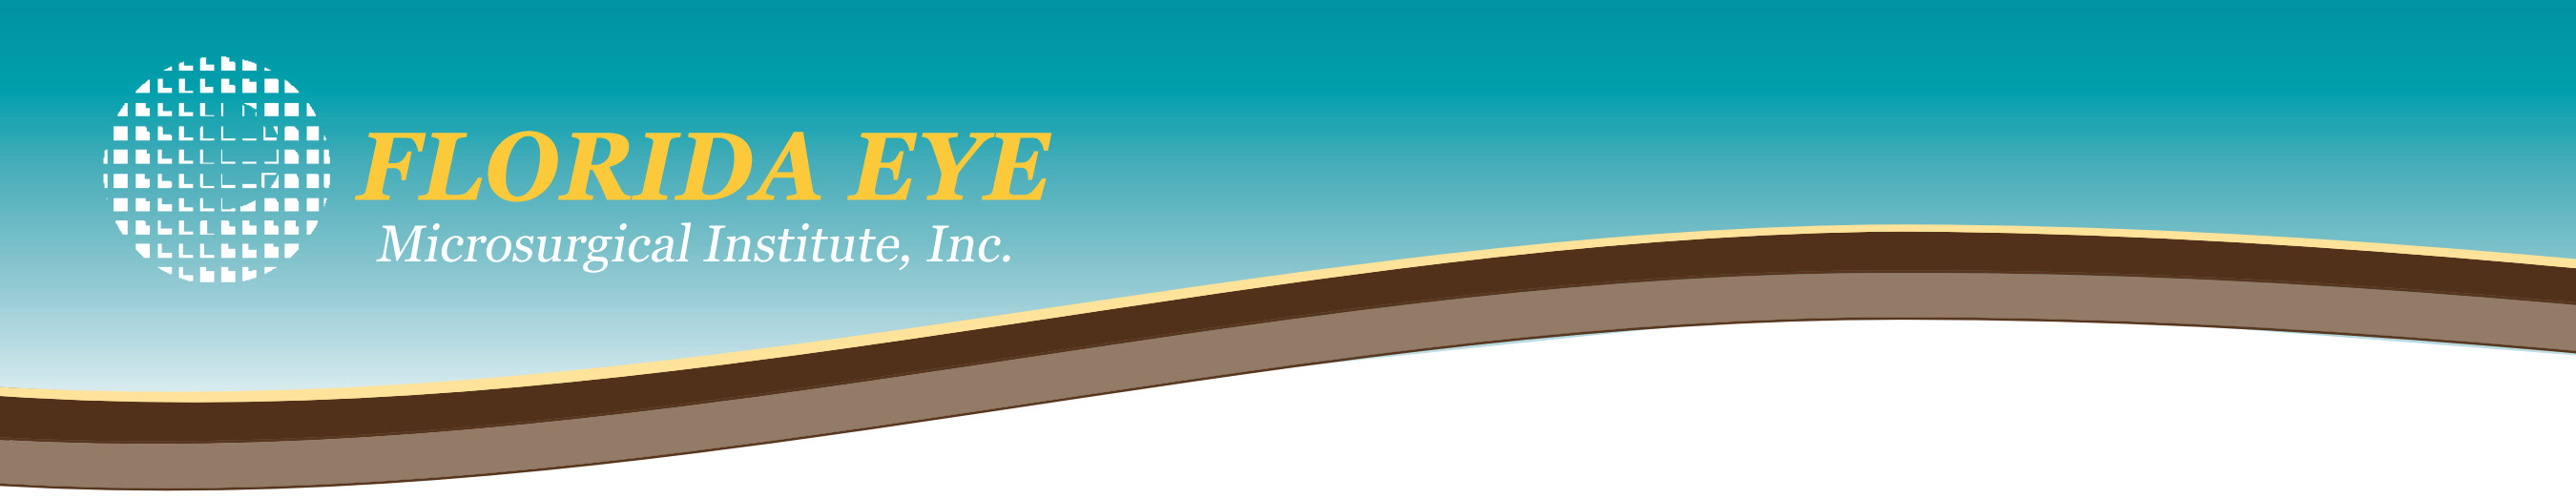 FLORIDA EYE
Microsurgical Institute, Inc.